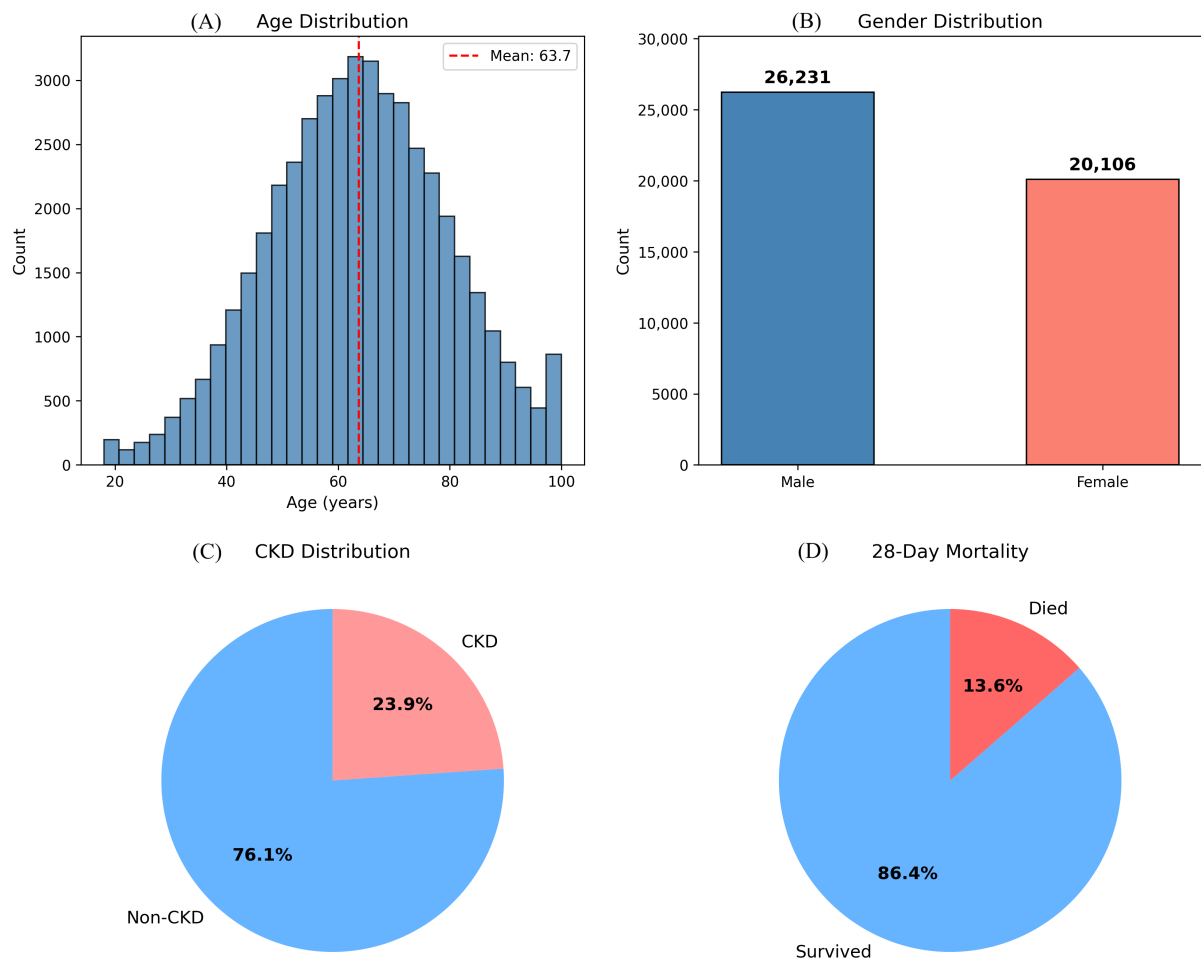 (A) Age Distribution
Mean: 63.7
3000
2500
2000
1500
1000
500
0
Count
20 40 60 80 100
Age (years)
(B) Gender Distribution
30,000
25,000
20,000
15,000
10,000
5000
0
Count
26,231
20,106
Male Female
(C) CKD Distribution
CKD
23.9%
76.1%
Non-CKD
(D) 28-Day Mortality
Died
13.6%
86.4%
Survived